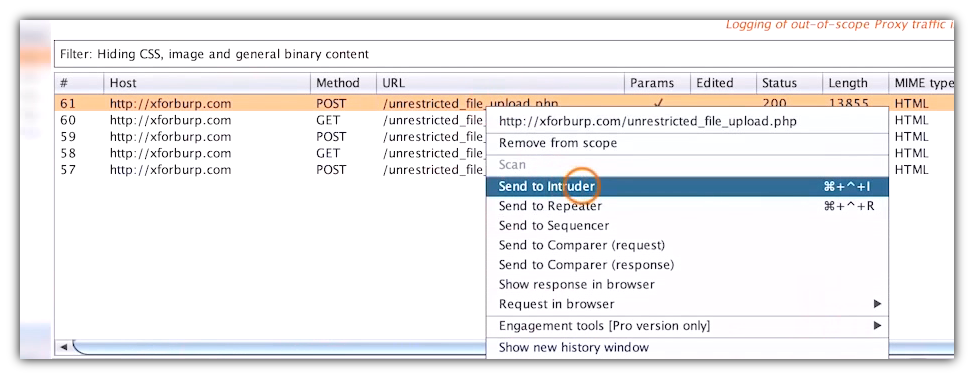 Logging of out-of-scope Proxy traffic i
Filter: Hiding CSS, image and general binary content
# Host Method URL Params Edited Status Length MIME type
61 http://xforburp.com POST /unrestricted_file_upload.php ✓ 200 13855 HTML
60 http://xforburp.com GET /unrestricted_file_ HTML
59 http://xforburp.com POST /unrestricted_file_ HTML
58 http://xforburp.com GET /unrestricted_file_ HTML
57 http://xforburp.com POST /unrestricted_file_ HTML
http://xforburp.com/unrestricted_file_upload.php
Remove from scope
Scan
Send to Intruder ⌘+^+I
Send to Repeater ⌘+^+R
Send to Sequencer
Send to Comparer (request)
Send to Comparer (response)
Show response in browser
Request in browser
Engagement tools [Pro version only]
Show new history window